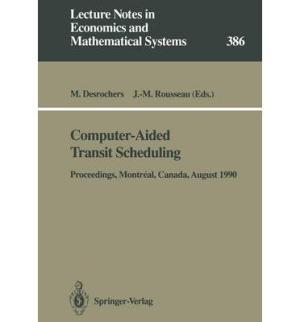 Lecture Notes in
Economics and
Mathematical Systems
386
M. Desrochers J.-M. Rousseau (Eds.)
Computer-Aided
Transit Scheduling
Proceedings, Montréal, Canada, August 1990
Springer-Verlag